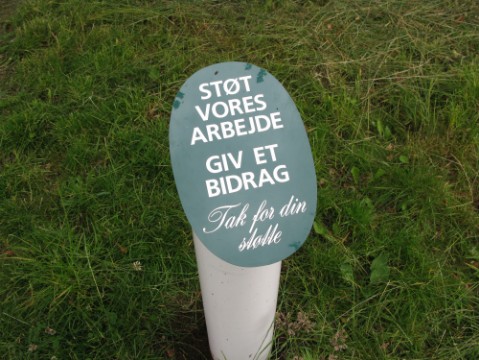 STØT
VORES
ARBEJDE
GIV ET
BIDRAG
Tak for din
støtte